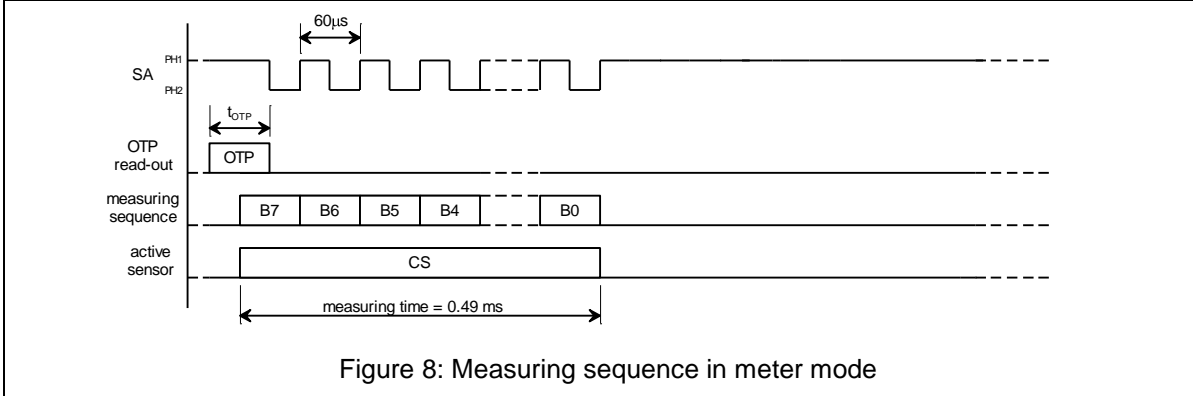 60μs
PH1
SA
PH2
tOTP
OTP
read-out
OTP
measuring
sequence
B7 B6 B5 B4 B0
active
sensor
CS
measuring time = 0.49 ms
Figure 8: Measuring sequence in meter mode